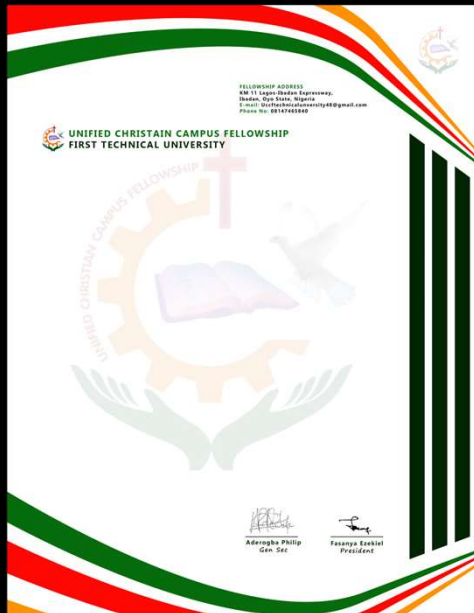 FELLOWSHIP ADDRESS
KM 11 Lagos-Ibadan Expressway,
Ibadan, Oyo State, Nigeria
E-mail: Uccftechnicalunversity48@gmail.com
Phone No: 08147465840
UNIFIED CHRISTAIN CAMPUS FELLOWSHIP
FIRST TECHNICAL UNIVERSITY
UNIFIED CHRISTIAN CAMPUS FELLOWSHIP
Aderogba Philip
Gen Sec
Fasanya Ezekiel
President